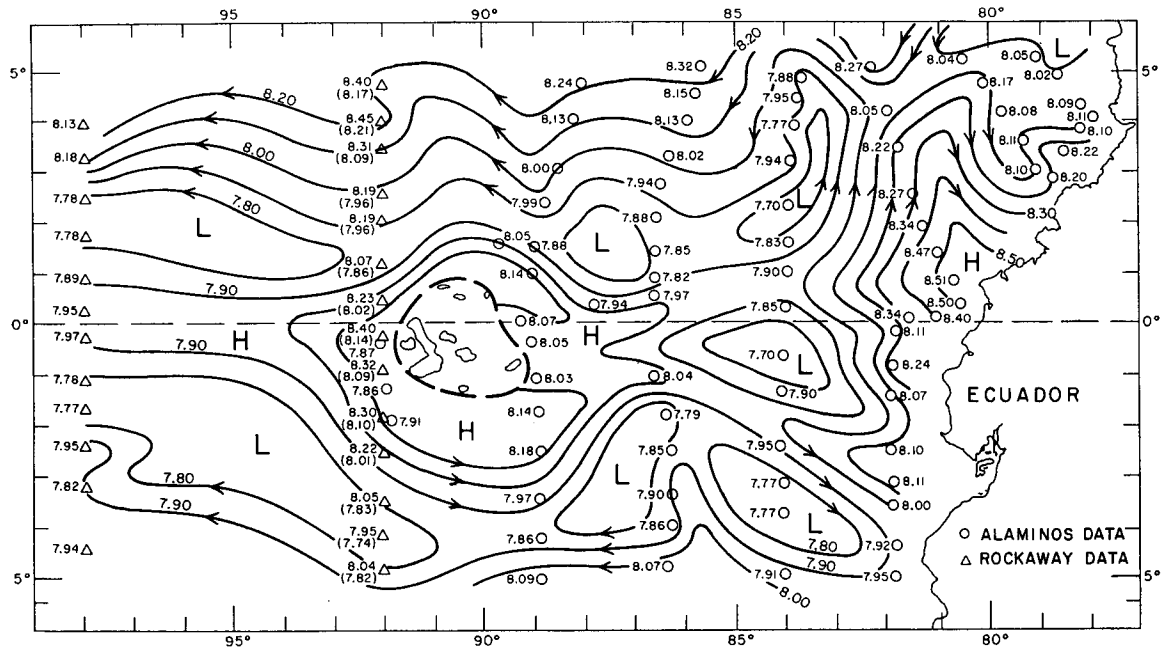 95 90° 85 80°
8.20
8.32 8.27 8.04 8.05 L
5° 8.40 8.24 7.88 8.17 8.02 5°
(8.17) 8.15 7.95 8.09
8.20 8.45 8.05 8.08 8.11
8.13 (8.21) 8.13 8.13 7.77 8.10
8.31 8.22 8.11 8.22
8.18 8.00 (8.09) 8.00 8.02 7.94 8.10 8.20
7.78 8.19 7.99 7.94 7.70 L 8.27
7.80 (7.96) 8.30
L 8.19 7.88 8.34
7.78 (7.96) 8.05 7.88 L 7.85 7.83 8.47 H 8.50
8.07
7.89 (7.86) 8.14 7.82 7.90 8.51
7.90 8.23 7.97 8.50
7.95 (8.02) 7.94 7.85 8.34 8.40
0° 8.40 8.07 H 8.11 0°
7.97 H (8.14) 8.05
7.90 7.87 7.70 L 8.24
8.32
7.78 (8.09) 8.03 8.04
7.86 7.90 8.07 ECUADOR
7.77 8.30 7.91 8.14 7.79
(8.10) H
7.95 L 8.22 8.18 7.85 7.95 8.10
(8.01)
7.80 L 7.77 8.11
7.82 8.05 7.97 7.90 8.00
7.90 (7.83) 7.77 L
7.95 7.86 7.86 7.80 7.92 ALAMINOS DATA
7.94 (7.74)
8.04 8.07 7.90 ROCKAWAY DATA
5° (7.82) 8.09 7.91 7.95 5°
8.00
95° 90° 85° 80°